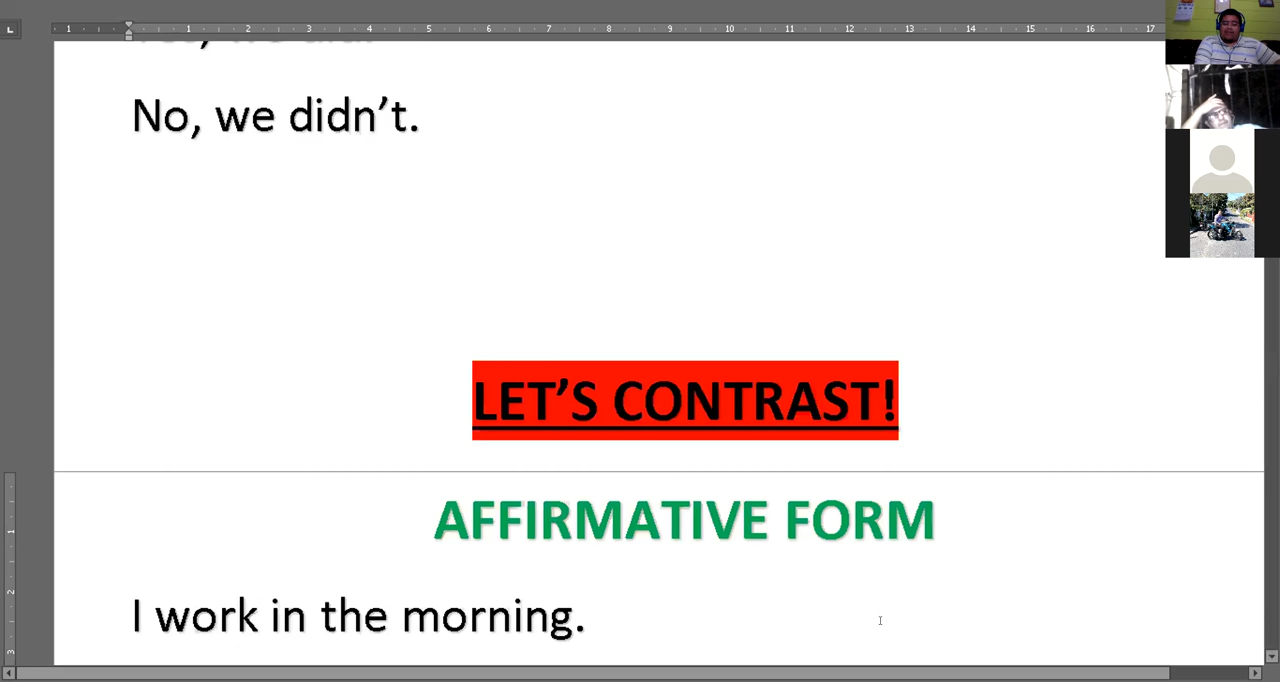 No, we didn’t.
LET’S CONTRAST!
AFFIRMATIVE FORM
I work in the morning.